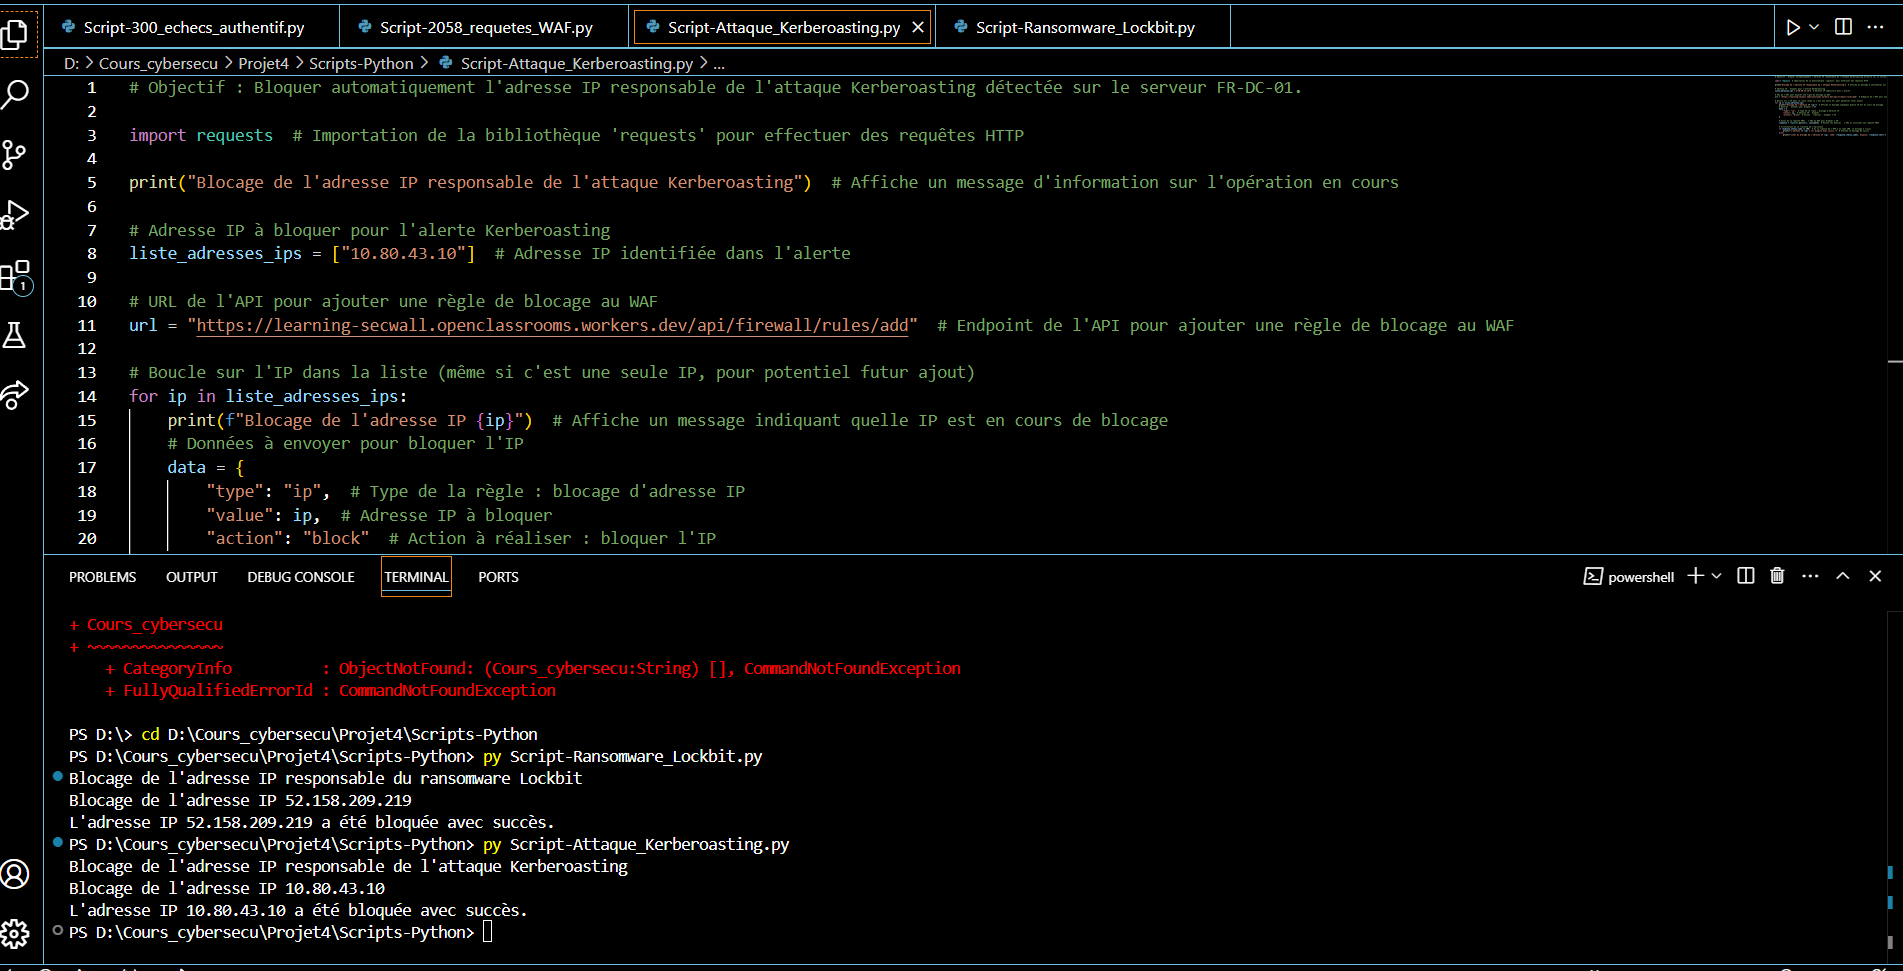 Script-300_echecs_authentif.py
Script-2058_requetes_WAF.py
Script-Attaque_Kerberoasting.py
Script-Ransomware_Lockbit.py
D: > Cours_cybersecu > Projet4 > Scripts-Python > Script-Attaque_Kerberoasting.py > ...
1 # Objectif : Bloquer automatiquement l'adresse IP responsable de l'attaque Kerberoasting détectée sur le serveur FR-DC-01.
2
3 import requests  # Importation de la bibliothèque 'requests' pour effectuer des requêtes HTTP
4
5 print("Blocage de l'adresse IP responsable de l'attaque Kerberoasting")  # Affiche un message d'information sur l'opération en cours
6
7 # Adresse IP à bloquer pour l'alerte Kerberoasting
8 liste_adresses_ips = ["10.80.43.10"]  # Adresse IP identifiée dans l'alerte
9
10 # URL de l'API pour ajouter une règle de blocage au WAF
11 url = "https://learning-secwall.openclassrooms.workers.dev/api/firewall/rules/add"  # Endpoint de l'API pour ajouter une règle de blocage au WAF
12
13 # Boucle sur l'IP dans la liste (même si c'est une seule IP, pour potentiel futur ajout)
14 for ip in liste_adresses_ips:
15     print(f"Blocage de l'adresse IP {ip}")  # Affiche un message indiquant quelle IP est en cours de blocage
16     # Données à envoyer pour bloquer l'IP
17     data = {
18         "type": "ip",  # Type de la règle : blocage d'adresse IP
19         "value": ip,  # Adresse IP à bloquer
20         "action": "block"  # Action à réaliser : bloquer l'IP
1
PROBLEMS OUTPUT DEBUG CONSOLE TERMINAL PORTS powershell
+ Cours_cybersecu
+ ~~~~~~~~~~~~~~~
    + CategoryInfo          : ObjectNotFound: (Cours_cybersecu:String) [], CommandNotFoundException
    + FullyQualifiedErrorId : CommandNotFoundException
PS D:\> cd D:\Cours_cybersecu\Projet4\Scripts-Python
PS D:\Cours_cybersecu\Projet4\Scripts-Python> py Script-Ransomware_Lockbit.py
Blocage de l'adresse IP responsable du ransomware Lockbit
Blocage de l'adresse IP 52.158.209.219
L'adresse IP 52.158.209.219 a été bloquée avec succès.
PS D:\Cours_cybersecu\Projet4\Scripts-Python> py Script-Attaque_Kerberoasting.py
Blocage de l'adresse IP responsable de l'attaque Kerberoasting
Blocage de l'adresse IP 10.80.43.10
L'adresse IP 10.80.43.10 a été bloquée avec succès.
PS D:\Cours_cybersecu\Projet4\Scripts-Python>